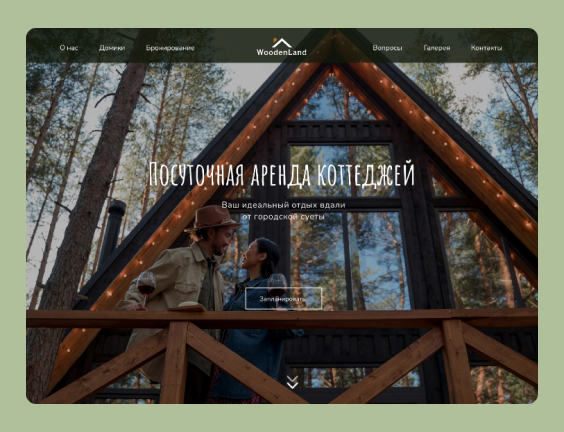 О нас
Домики
Бронирование
WoodenLand
Вопросы
Галерея
Контакты
Посуточная аренда коттеджей
Ваш идеальный отдых вдали
от городской суеты
Запланировать